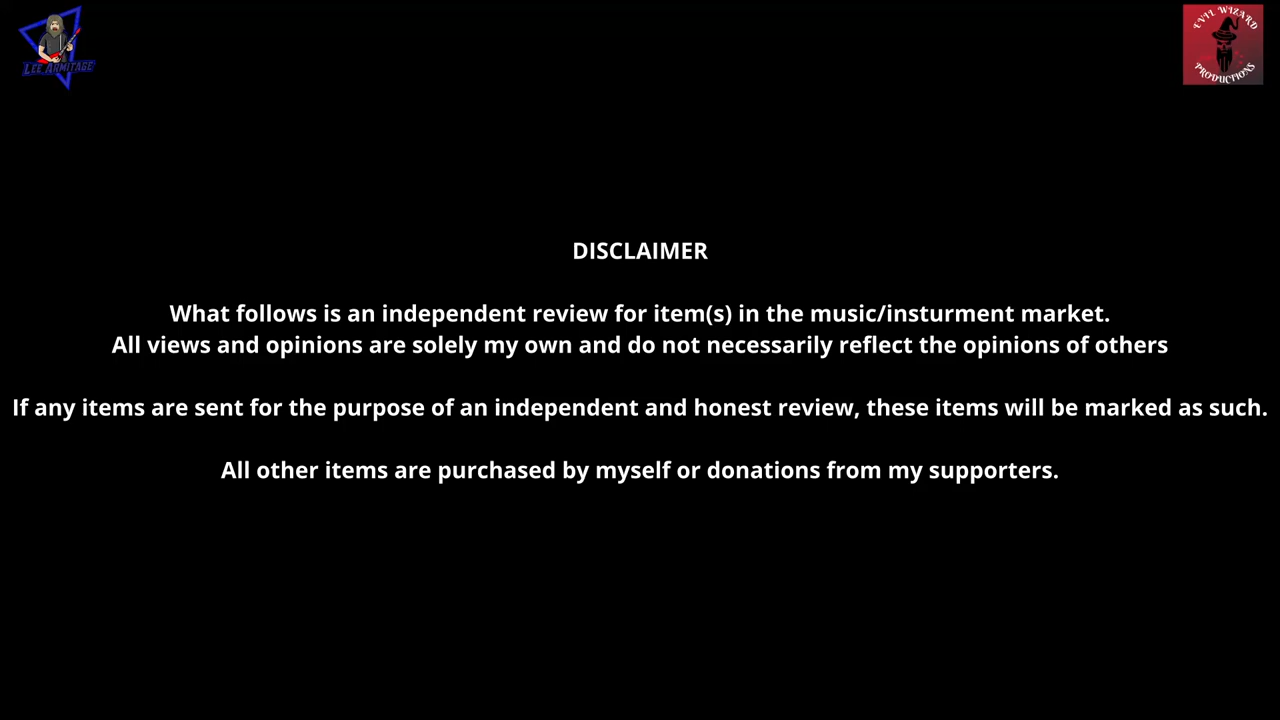 LEE ARMITAGE
EVIL WIZARD
PRODUCTIONS
DISCLAIMER
What follows is an independent review for item(s) in the music/insturment market.
All views and opinions are solely my own and do not necessarily reflect the opinions of others
If any items are sent for the purpose of an independent and honest review, these items will be marked as such.
All other items are purchased by myself or donations from my supporters.